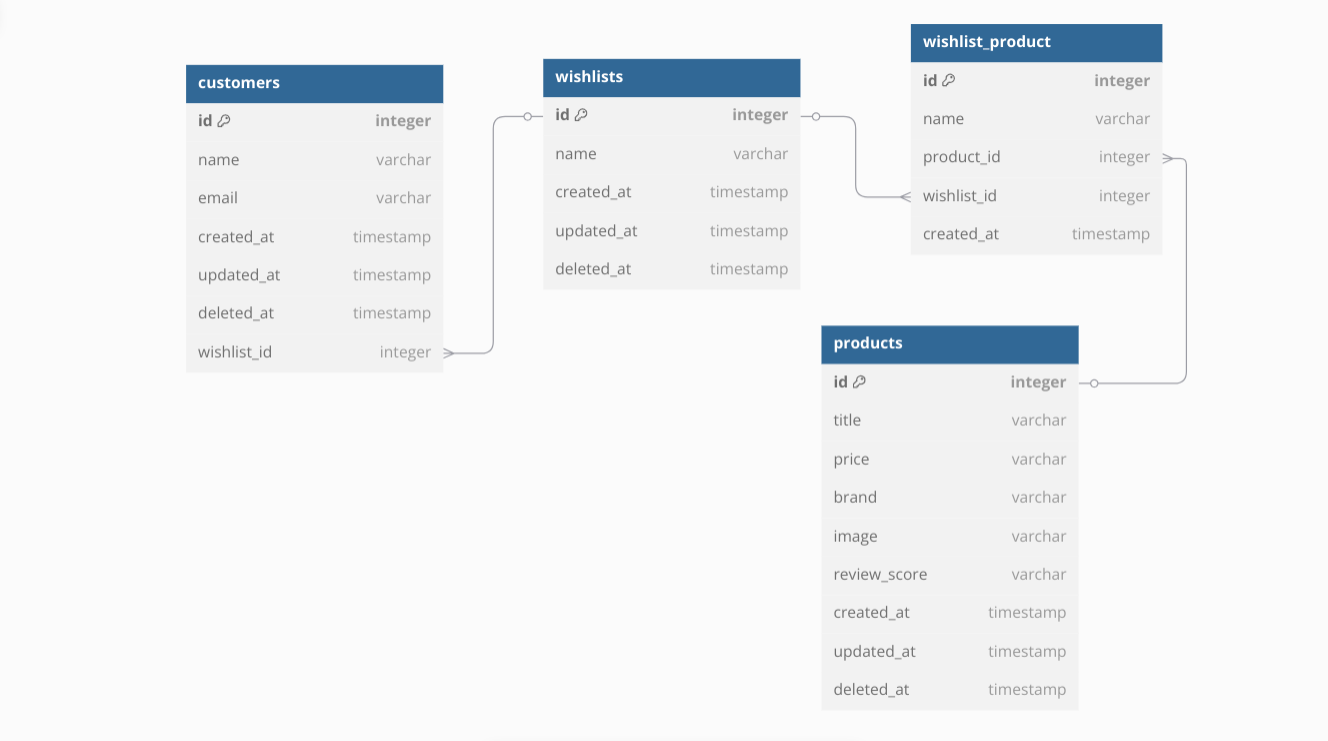 customers
id integer
name varchar
email varchar
created_at timestamp
updated_at timestamp
deleted_at timestamp
wishlist_id integer
wishlists
id integer
name varchar
created_at timestamp
updated_at timestamp
deleted_at timestamp
wishlist_product
id integer
name varchar
product_id integer
wishlist_id integer
created_at timestamp
products
id integer
title varchar
price varchar
brand varchar
image varchar
review_score varchar
created_at timestamp
updated_at timestamp
deleted_at timestamp